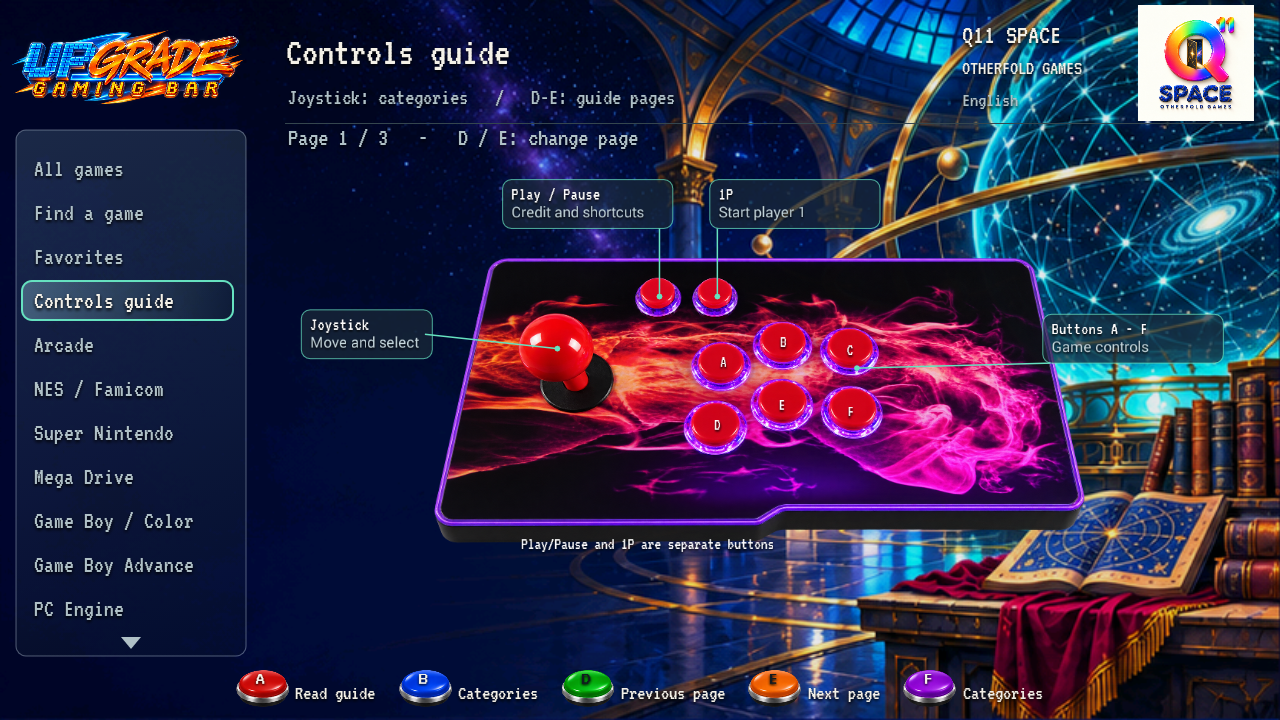 UPGRADE
GAMING BAR
Controls guide
Joystick: categories / D-E: guide pages
Page 1 / 3 - D / E: change page
Q11 SPACE
OTHERFOLD GAMES
English
Q11
SPACE
OTHERFOLD GAMES
All games
Find a game
Favorites
Controls guide
Arcade
NES / Famicom
Super Nintendo
Mega Drive
Game Boy / Color
Game Boy Advance
PC Engine
Play / Pause
Credit and shortcuts
1P
Start player 1
Joystick
Move and select
Buttons A - F
Game controls
A
B
C
D
E
F
Play/Pause and 1P are separate buttons
A Read guide
B Categories
D Previous page
E Next page
F Categories